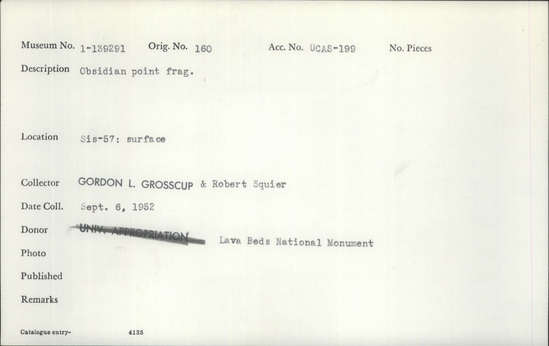 Museum No. 1-139291 Orig. No. 160 Acc. No. UCAS-199 No. Pieces
Description Obsidian point frag.
Location Sis-57: surface
Collector GORDON L. GROSSCUP & Robert Squier
Date Coll. Sept. 6, 1952
Donor UNIV. APPROPRIATION Lava Beds National Monument
Photo
Published
Remarks
Catalogue entry- 4135